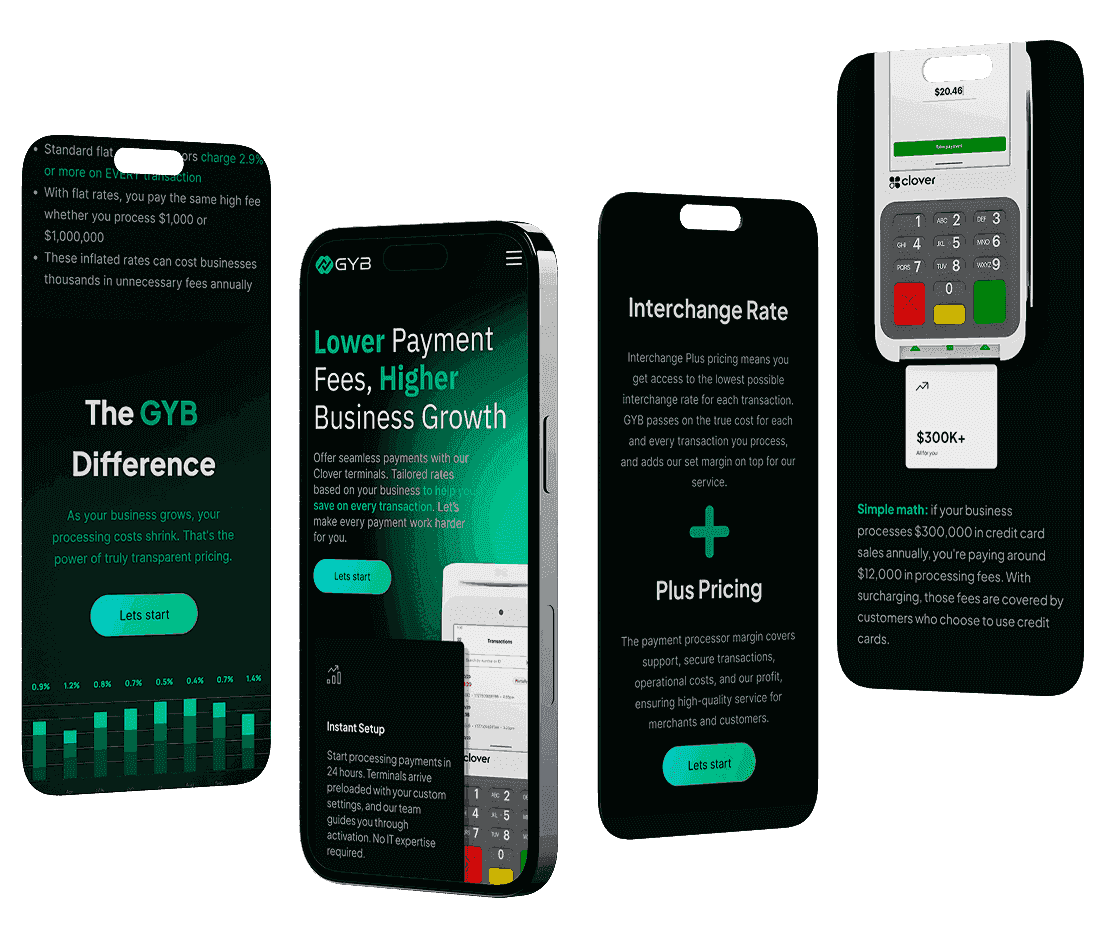 Standard flat ors charge 2.9%
or more on EVERY transaction
With flat rates, you pay the same high fee
whether you process $1,000 or
$1,000,000
These inflated rates can cost businesses
thousands in unnecessary fees annually
The GYB
Difference
As your business grows, your
processing costs shrink. That's the
power of truly transparent pricing.
Lets start
0.9% 1.2% 0.8% 0.7% 0.5% 0.4% 0.7% 1.4%
GYB
Lower Payment
Fees, Higher
Business Growth
Offer seamless payments with our
Clover terminals. Tailored rates
based on your business to help you
save on every transaction. Let's
make every payment work harder
for you.
Lets start
Transactions
Instant Setup
Start processing payments in
24 hours. Terminals arrive
preloaded with your custom
settings, and our team
guides you through
activation. No IT expertise
required.
clover
1 ABC 2
4 JKL 5
7 TUV 8
0
Interchange Rate
Interchange Plus pricing means you
get access to the lowest possible
interchange rate for each transaction.
GYB passes on the true cost for each
and every transaction you process,
and adds our set margin on top for our
service.
Plus Pricing
The payment processor margin covers
support, secure transactions,
operational costs, and our profit,
ensuring high-quality service for
merchants and customers.
Lets start
$20.46
clover
1 ABC 2 DEF 3
GHI 4 JKL 5 MNO 6
PQRS 7 TUV 8 WXYZ 9
0
$300K+
All for you
Simple math: if your business
processes $300,000 in credit card
sales annually, you're paying around
$12,000 in processing fees. With
surcharging, those fees are covered by
customers who choose to use credit
cards.